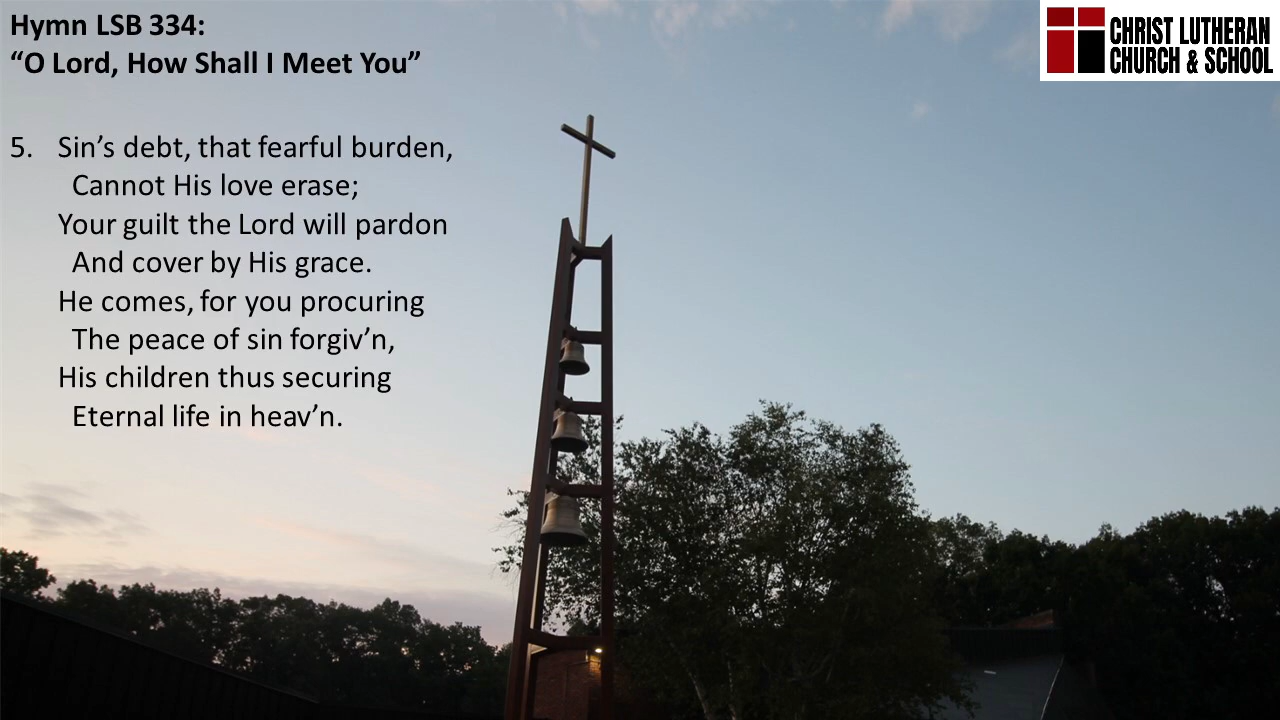 Hymn LSB 334:
“O Lord, How Shall I Meet You”
CHRIST LUTHERAN
CHURCH & SCHOOL
5. Sin’s debt, that fearful burden,
Cannot His love erase;
Your guilt the Lord will pardon
And cover by His grace.
He comes, for you procuring
The peace of sin forgiv’n,
His children thus securing
Eternal life in heav’n.